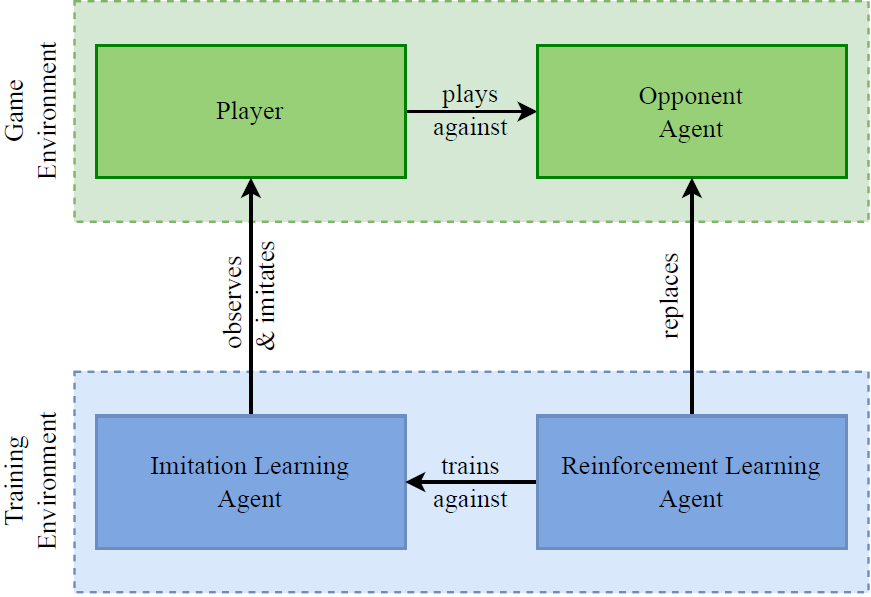 Game
Environment
Player
plays
against
Opponent
Agent
observes
& imitates
replaces
Training
Environment
Imitation Learning
Agent
trains
against
Reinforcement Learning
Agent